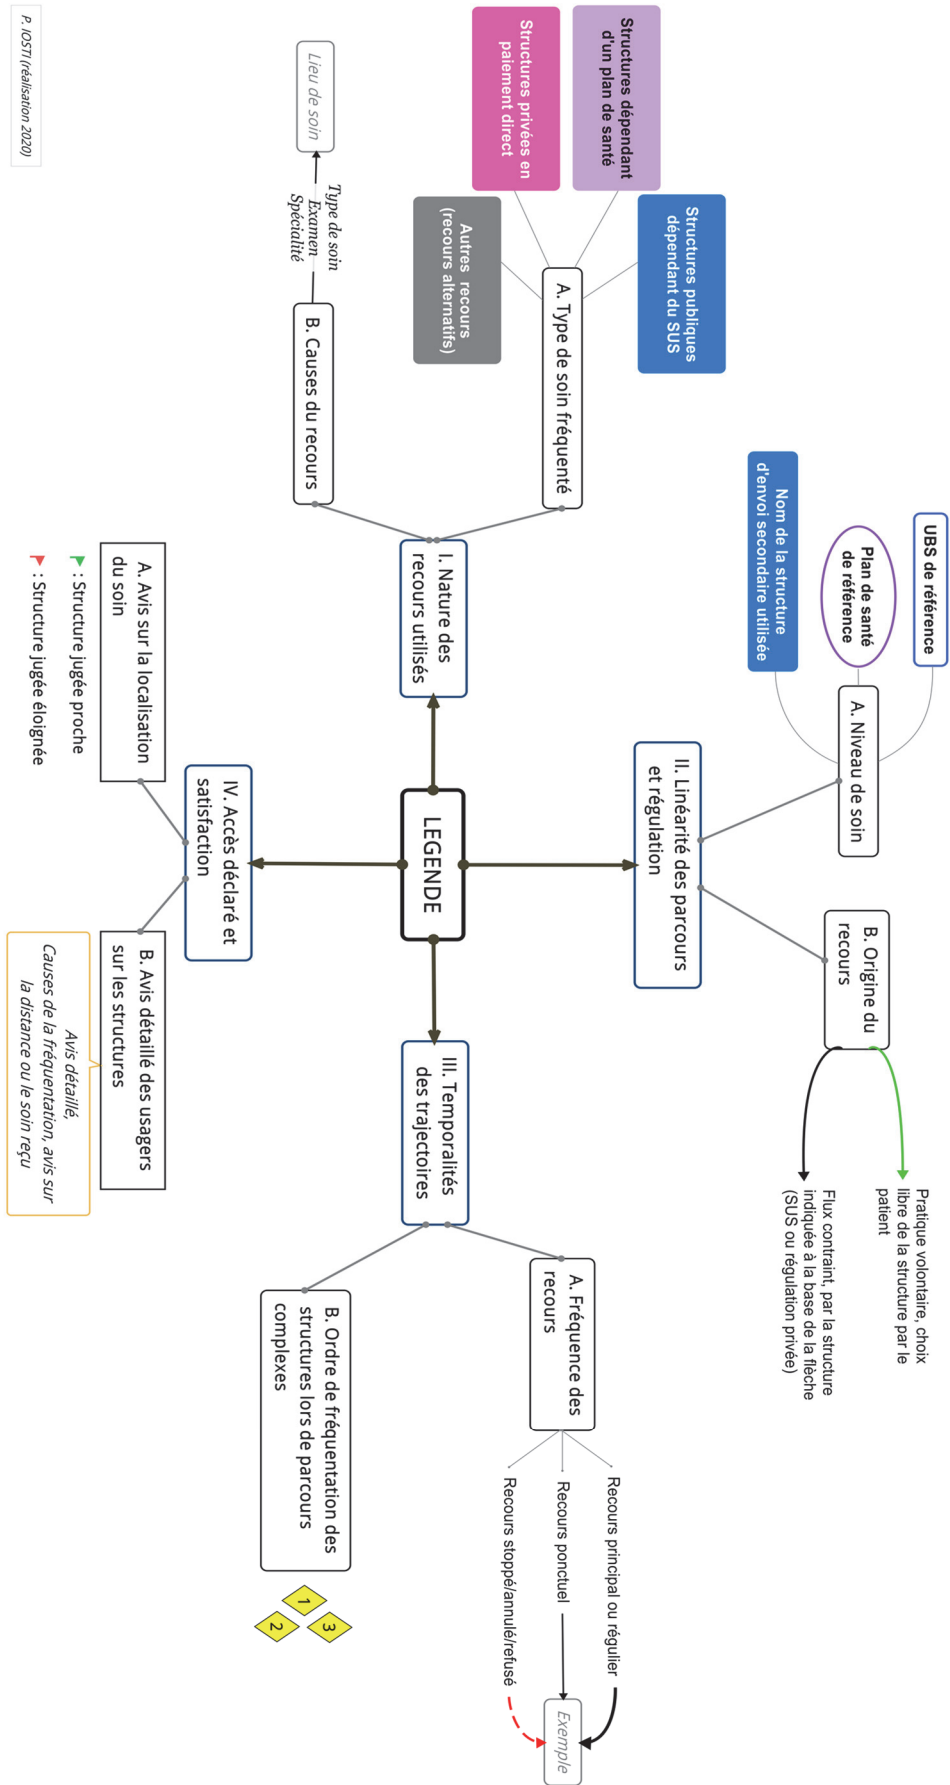 Structures publiques
dépendant du SUS
Structures dépendant
d'un plan de santé
Structures privées en
paiement direct
Autres recours
(recours alternatifs)
A. Type de soin fréquenté
Lieu de soin
Type de soin
Examen
Spécialité
B. Causes du recours
I. Nature des
recours utilisés
UBS de référence
Plan de santé
de référence
Nom de la structure
d'envoi secondaire utilisée
A. Niveau de soin
B. Origine du
recours
Pratique volontaire, choix
libre de la structure par le
patient
Flux contraint, par la structure
indiquée à la base de la flèche
(SUS ou régulation privée)
II. Linéarité des parcours
et régulation
LEGENDE
III. Temporalités
des trajectoires
A. Fréquence des
recours
Recours principal ou régulier
Recours ponctuel
Recours stoppé/annulé/refusé
Exemple
B. Ordre de fréquentation des
structures lors de parcours
complexes
3
1
2
IV. Accès déclaré et
satisfaction
A. Avis sur la localisation
du soin
: Structure jugée proche
: Structure jugée éloignée
B. Avis détaillé des usagers
sur les structures
Avis détaillé,
Causes de la fréquentation, avis sur
la distance ou le soin reçu
P. IOSTI (réalisation 2020)